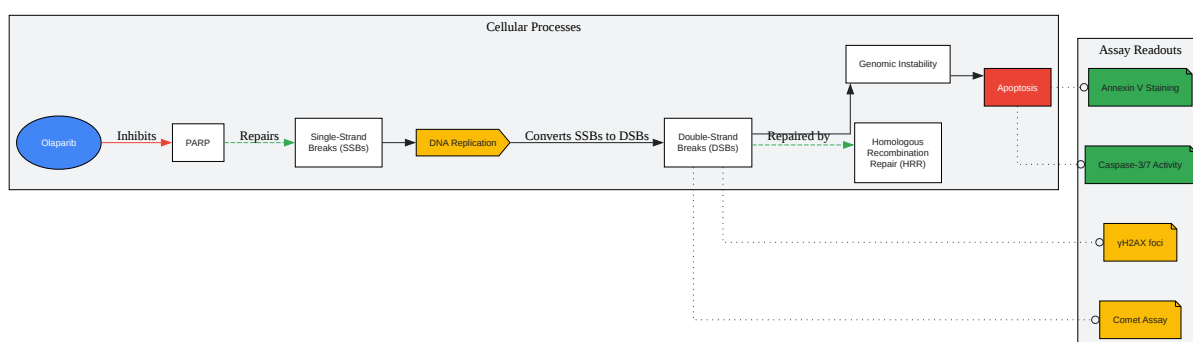 Cellular Processes
Assay Readouts
Genomic Instability
Apoptosis
Annexin V Staining
Olaparib
Inhibits
PARP
Repairs
Single-Strand
Breaks (SSBs)
DNA Replication
Converts SSBs to DSBs
Double-Strand
Breaks (DSBs)
Repaired by
Homologous
Recombination
Repair (HRR)
Caspase-3/7 Activity
γH2AX foci
Comet Assay